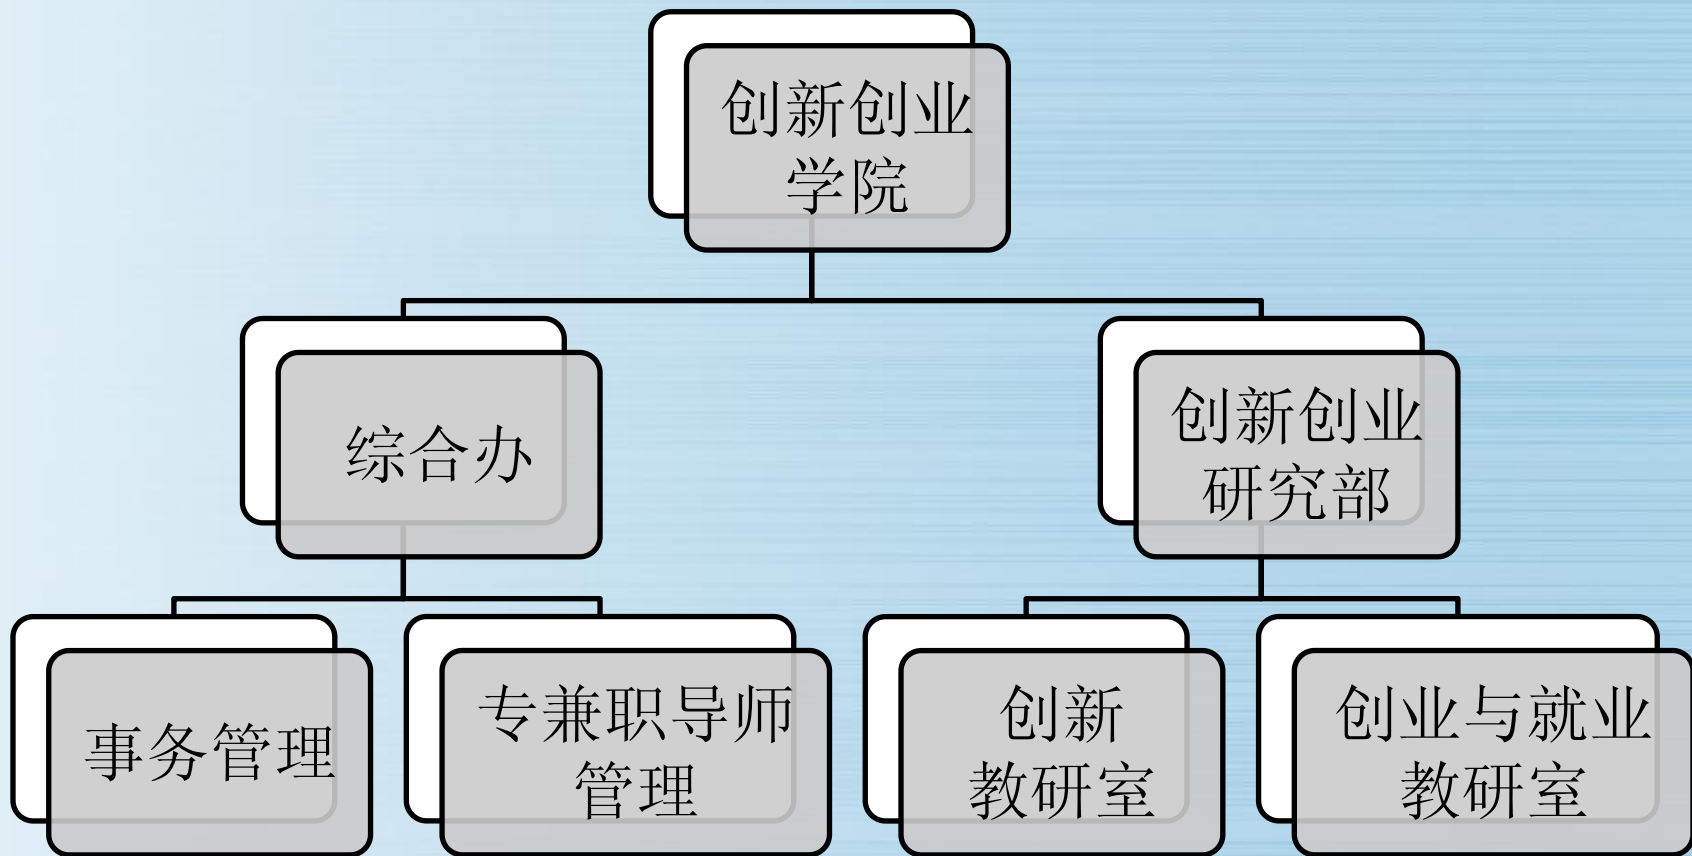 创新创业
学院
综合办
创新创业
研究部
事务管理
专兼职导师
管理
创新
教研室
创业与就业
教研室